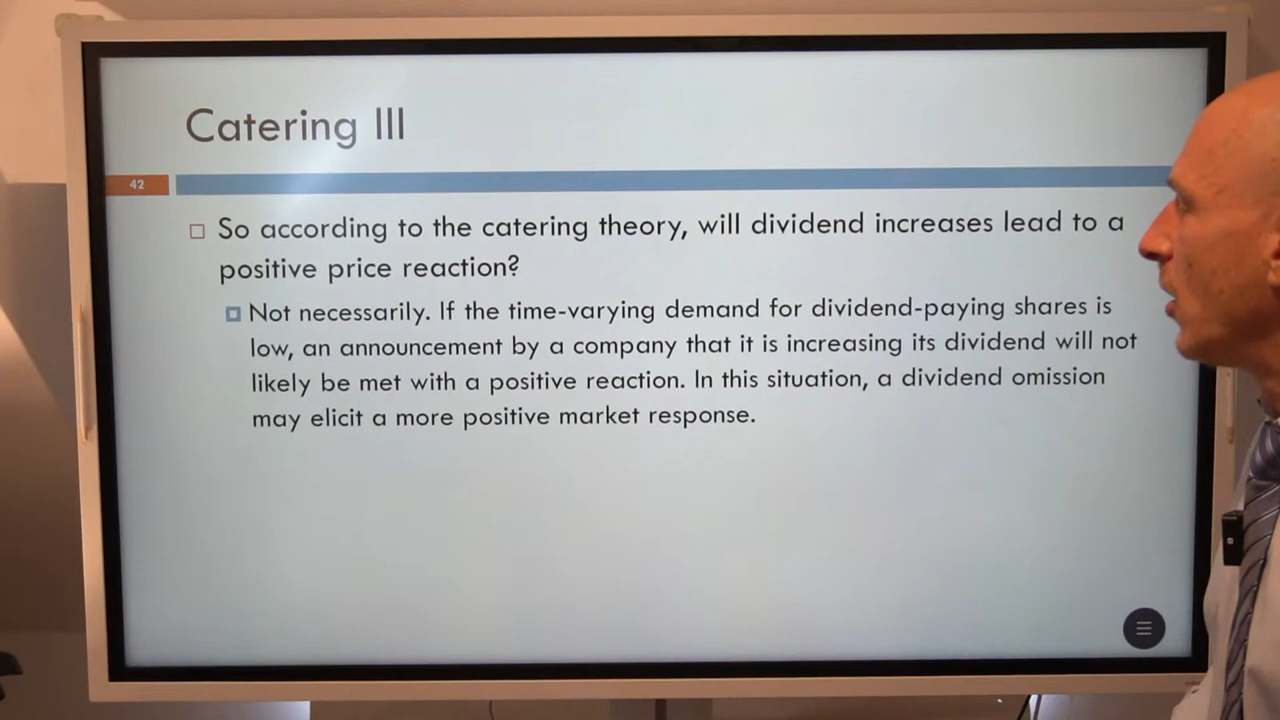 Catering III
42
So according to the catering theory, will dividend increases lead to a
positive price reaction?
Not necessarily. If the time-varying demand for dividend-paying shares is
low, an announcement by a company that it is increasing its dividend will not
likely be met with a positive reaction. In this situation, a dividend omission
may elicit a more positive market response.